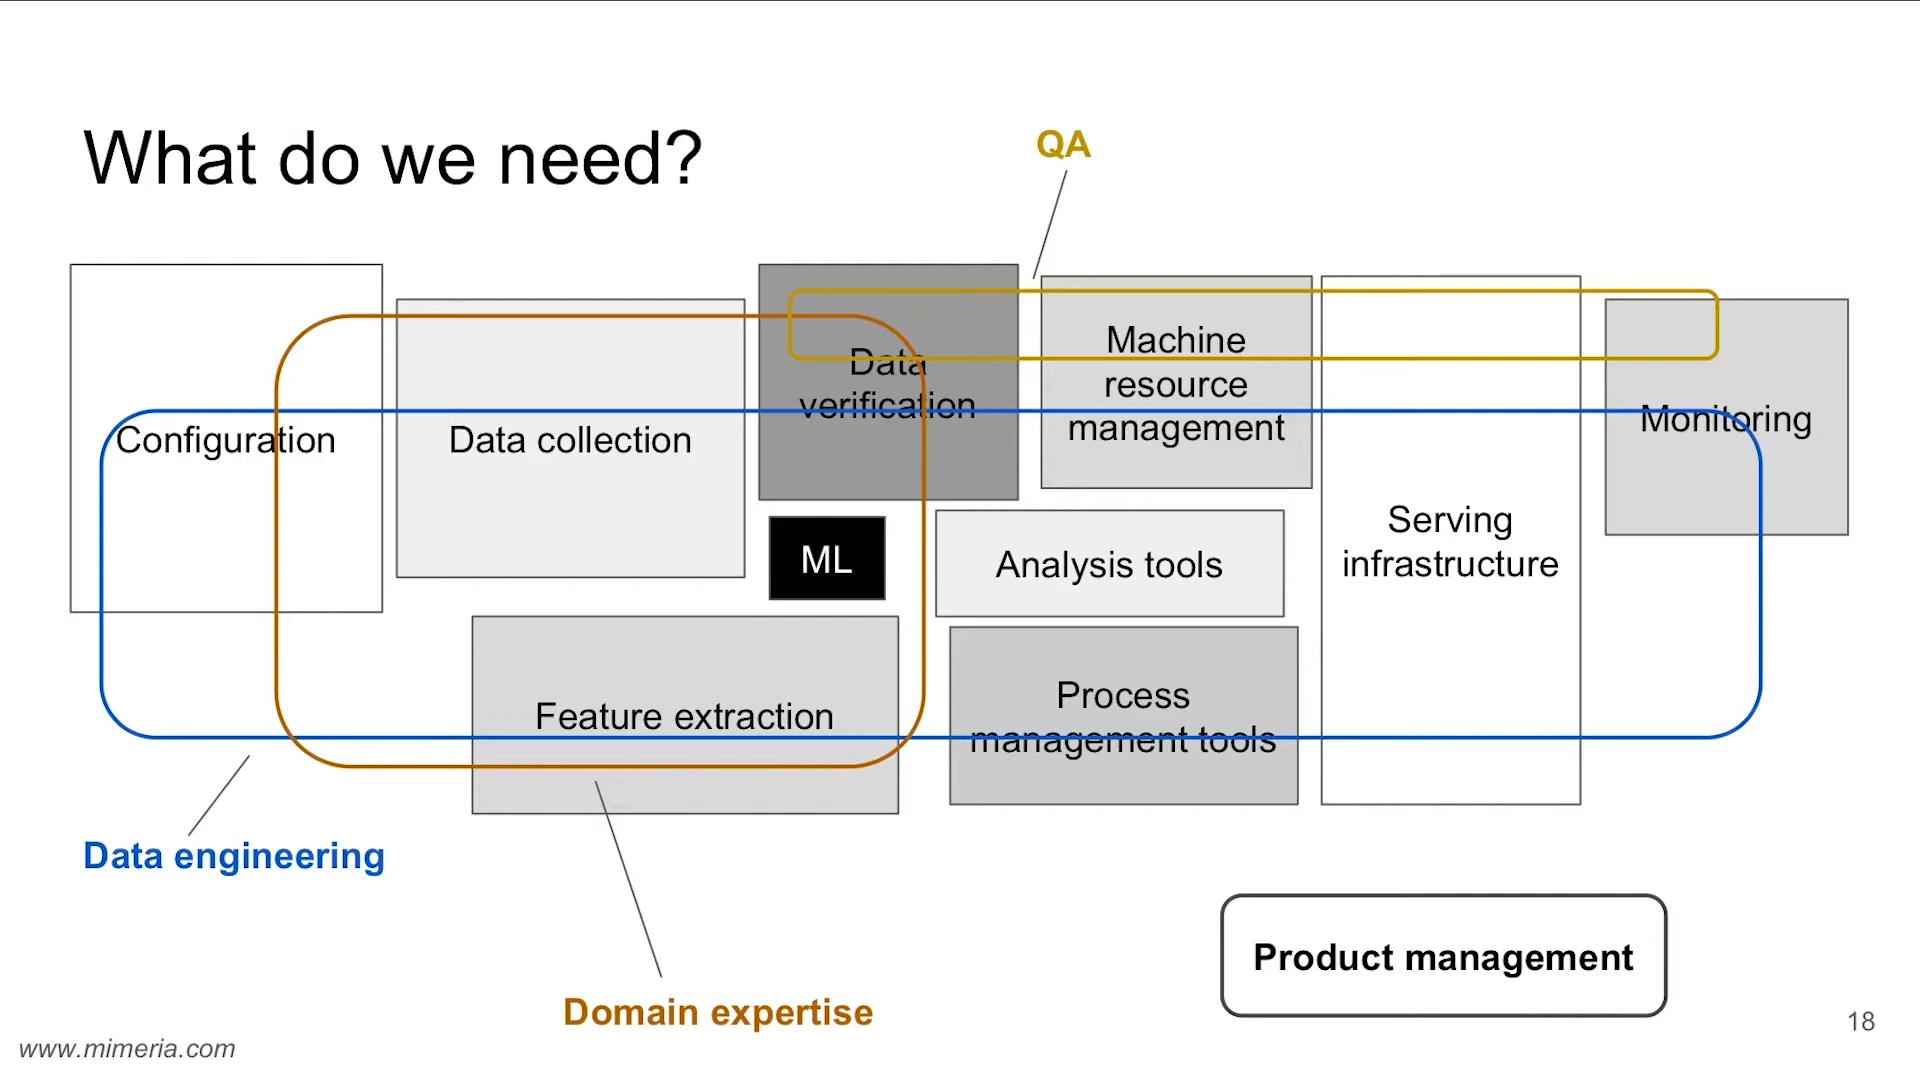 What do we need?
QA
Configuration
Data collection
Data
verification
Machine
resource
management
Monitoring
ML
Analysis tools
Serving
infrastructure
Feature extraction
Process
management tools
Data engineering
Domain expertise
Product management
www.mimeria.com
18